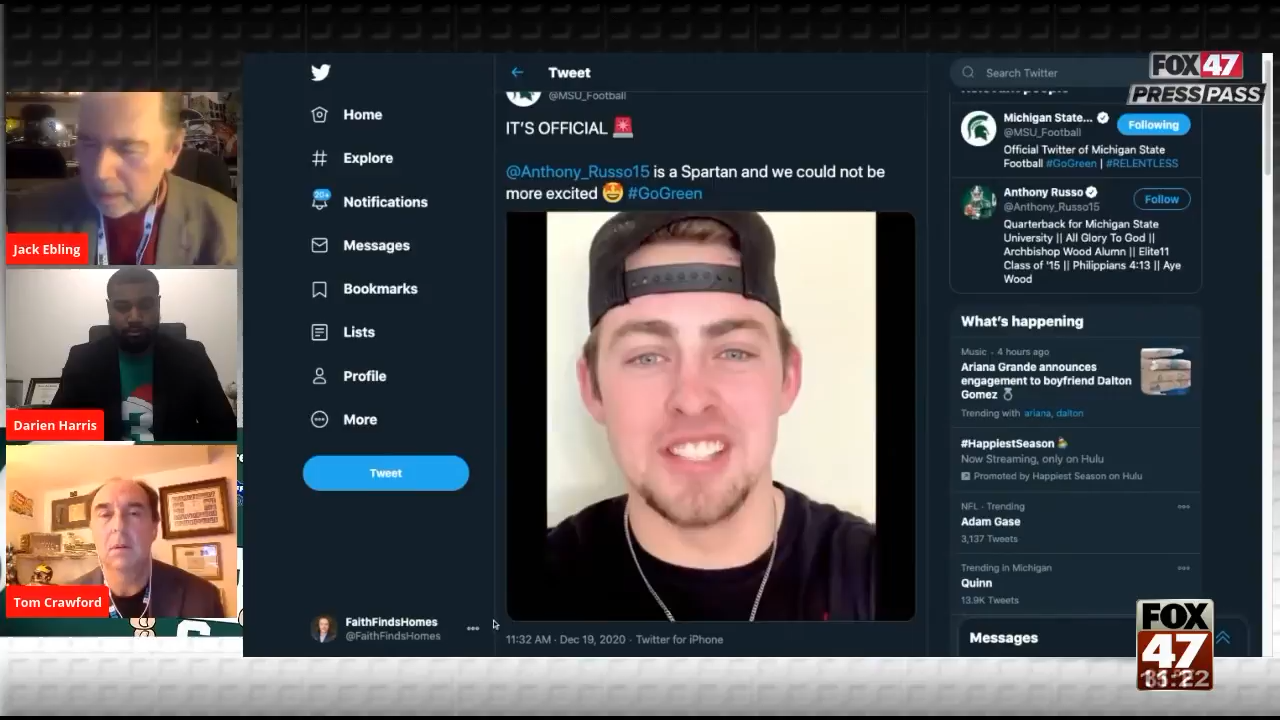 FOX 47
PRESS PASS
Jack Ebling
Darien Harris
Tom Crawford
Home
Explore
20+
Notifications
Messages
Bookmarks
Lists
Profile
More
Tweet
FaithFindsHomes
@FaithFindsHomes
Tweet
@MSU_Football
IT'S OFFICIAL
@Anthony_Russo15 is a Spartan and we could not be
more excited 🤩 #GoGreen
11:32 AM · Dec 19, 2020 · Twitter for iPhone
Search Twitter
Relevant people
Michigan State...
@MSU_Football
Following
Official Twitter of Michigan State
Football #GoGreen | #RELENTLESS
Anthony Russo
@Anthony_Russo15
Follow
Quarterback for Michigan State
University || All Glory To God ||
Archbishop Wood Alumn || Elite11
Class of '15 || Philippians 4:13 || Aye
Wood
What's happening
Music · 4 hours ago
Ariana Grande announces
engagement to boyfriend Dalton
Gomez 💍
Trending with ariana, dalton
#HappiestSeason
Now Streaming, only on Hulu
Promoted by Happiest Season on Hulu
NFL · Trending
Adam Gase
3,137 Tweets
Trending in Michigan
Quinn
13.9K Tweets
Messages
FOX
47